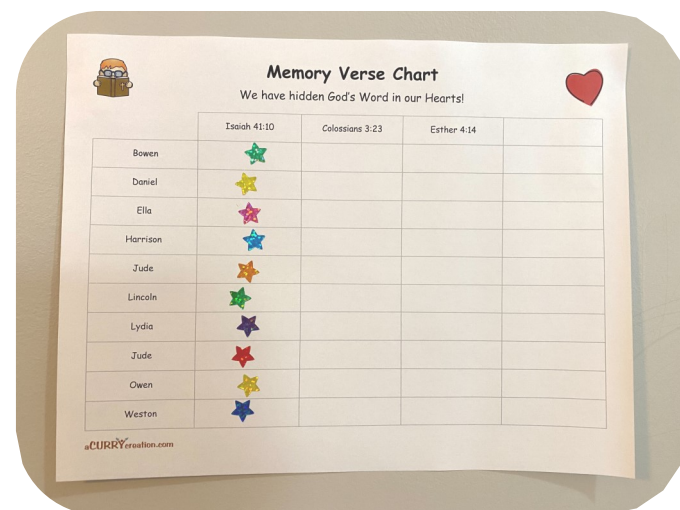 Memory Verse Chart
We have hidden God's Word in our Hearts!
Isaiah 41:10 Colossians 3:23 Esther 4:14
Bowen
Daniel
Ella
Harrison
Jude
Lincoln
Lydia
Jude
Owen
Weston
aCURRYcreation.com